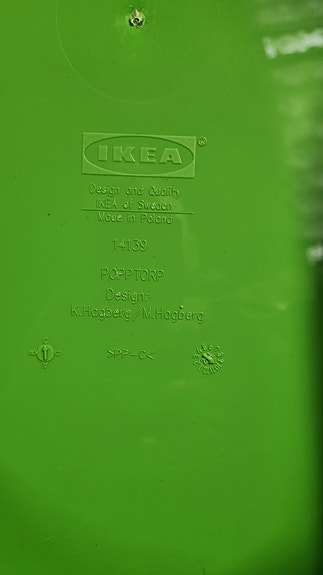 IKEA®
Design and Quality
IKEA of Sweden
Made in Poland
14139
POPPTORP
Design:
K.Hagberg/M.Hagberg
>PP-C<